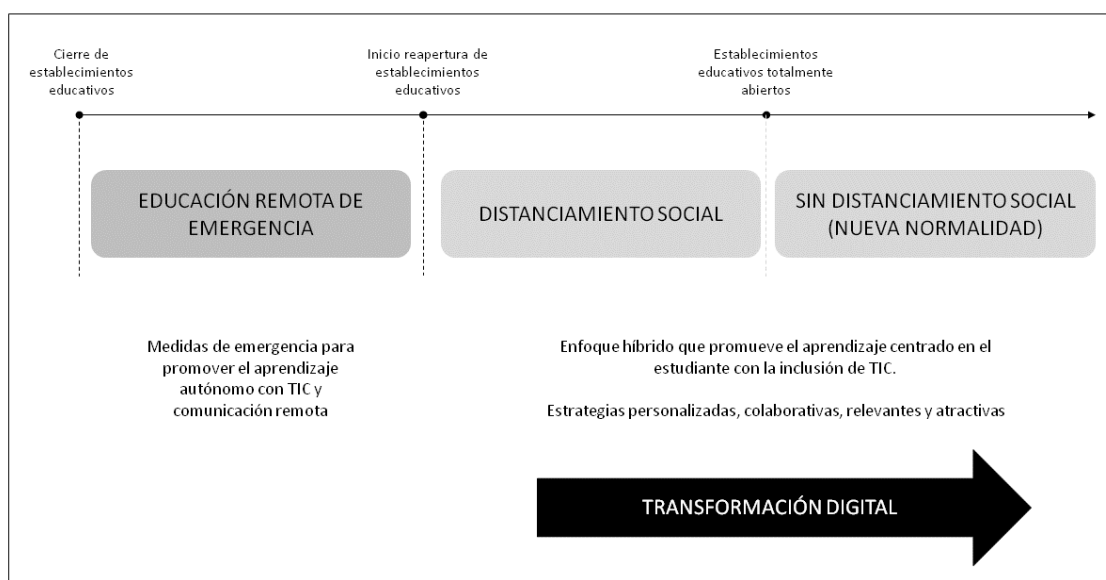 Cierre de
establecimientos
educativos
Inicio reapertura de
establecimientos
educativos
Establecimientos
educativos totalmente
abiertos
EDUCACIÓN REMOTA DE
EMERGENCIA
DISTANCIAMIENTO SOCIAL
SIN DISTANCIAMIENTO SOCIAL
(NUEVA NORMALIDAD)
Medidas de emergencia para
promover el aprendizaje
autónomo con TIC y
comunicación remota
Enfoque híbrido que promueve el aprendizaje centrado en el
estudiante con la inclusión de TIC.
Estrategias personalizadas, colaborativas, relevantes y atractivas
TRANSFORMACIÓN DIGITAL